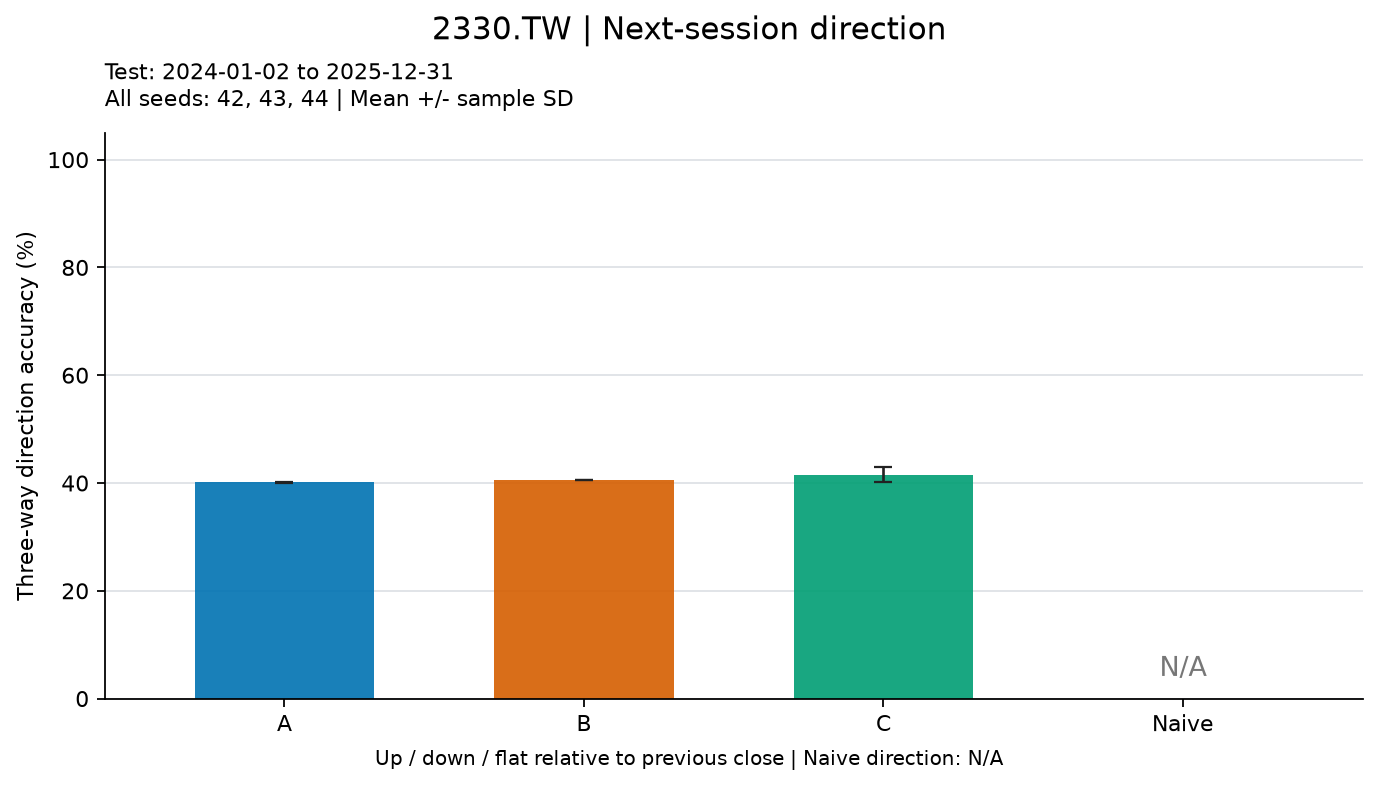 2330.TW | Next-session direction
Test: 2024-01-02 to 2025-12-31
All seeds: 42, 43, 44 | Mean +/- sample SD
Three-way direction accuracy (%)
100
80
60
40
20
0
N/A
A
B
C
Naive
Up / down / flat relative to previous close | Naive direction: N/A